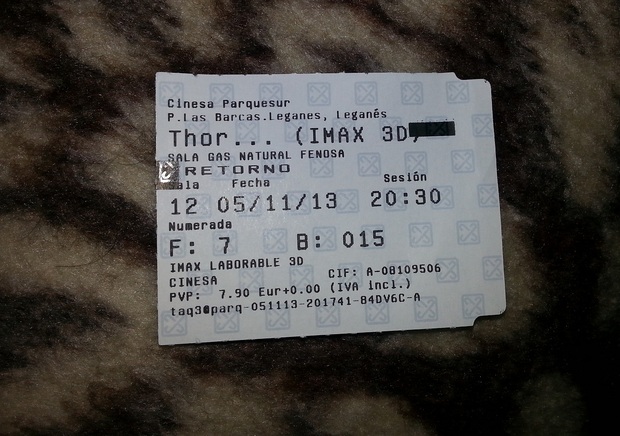 Cinesa Parquesur
P.Las Barcas.Leganes, Leganés
Thor... (IMAX 3D)
SALA GAS NATURAL FENOSA
RETORNO
Sala Fecha Sesión
12 05/11/13 20:30
Numerada
F: 7 B: 015
IMAX LABORABLE 3D
CINESA CIF: A-08109506
PVP: 7.90 Eur+0.00 (IVA incl.)
taq3@parq-051113-201741-84DV6C-A